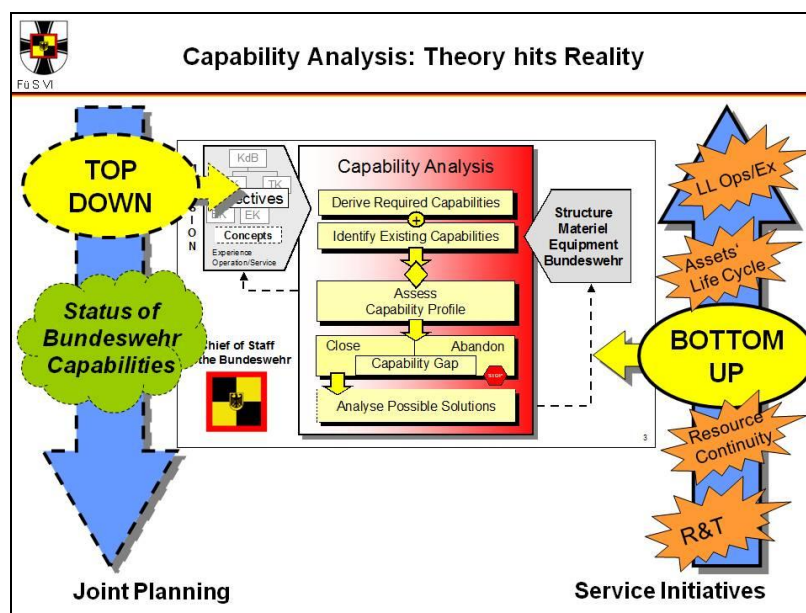 Capability Analysis: Theory hits Reality
Fü S VI
TOP
DOWN
KdB
TK
ectives
EK
Concepts
Experience
Operation/Service
Status of
Bundeswehr
Capabilities
Chief of Staff
the Bundeswehr
Capability Analysis
Derive Required Capabilities
+
Identify Existing Capabilities
Assess
Capability Profile
Close
Abandon
Capability Gap
Analyse Possible Solutions
Structure
Materiel
Equipment
Bundeswehr
3
LL Ops/Ex
Assets'
Life Cycle
BOTTOM
UP
Resource
Continuity
R&T
Joint Planning
Service Initiatives